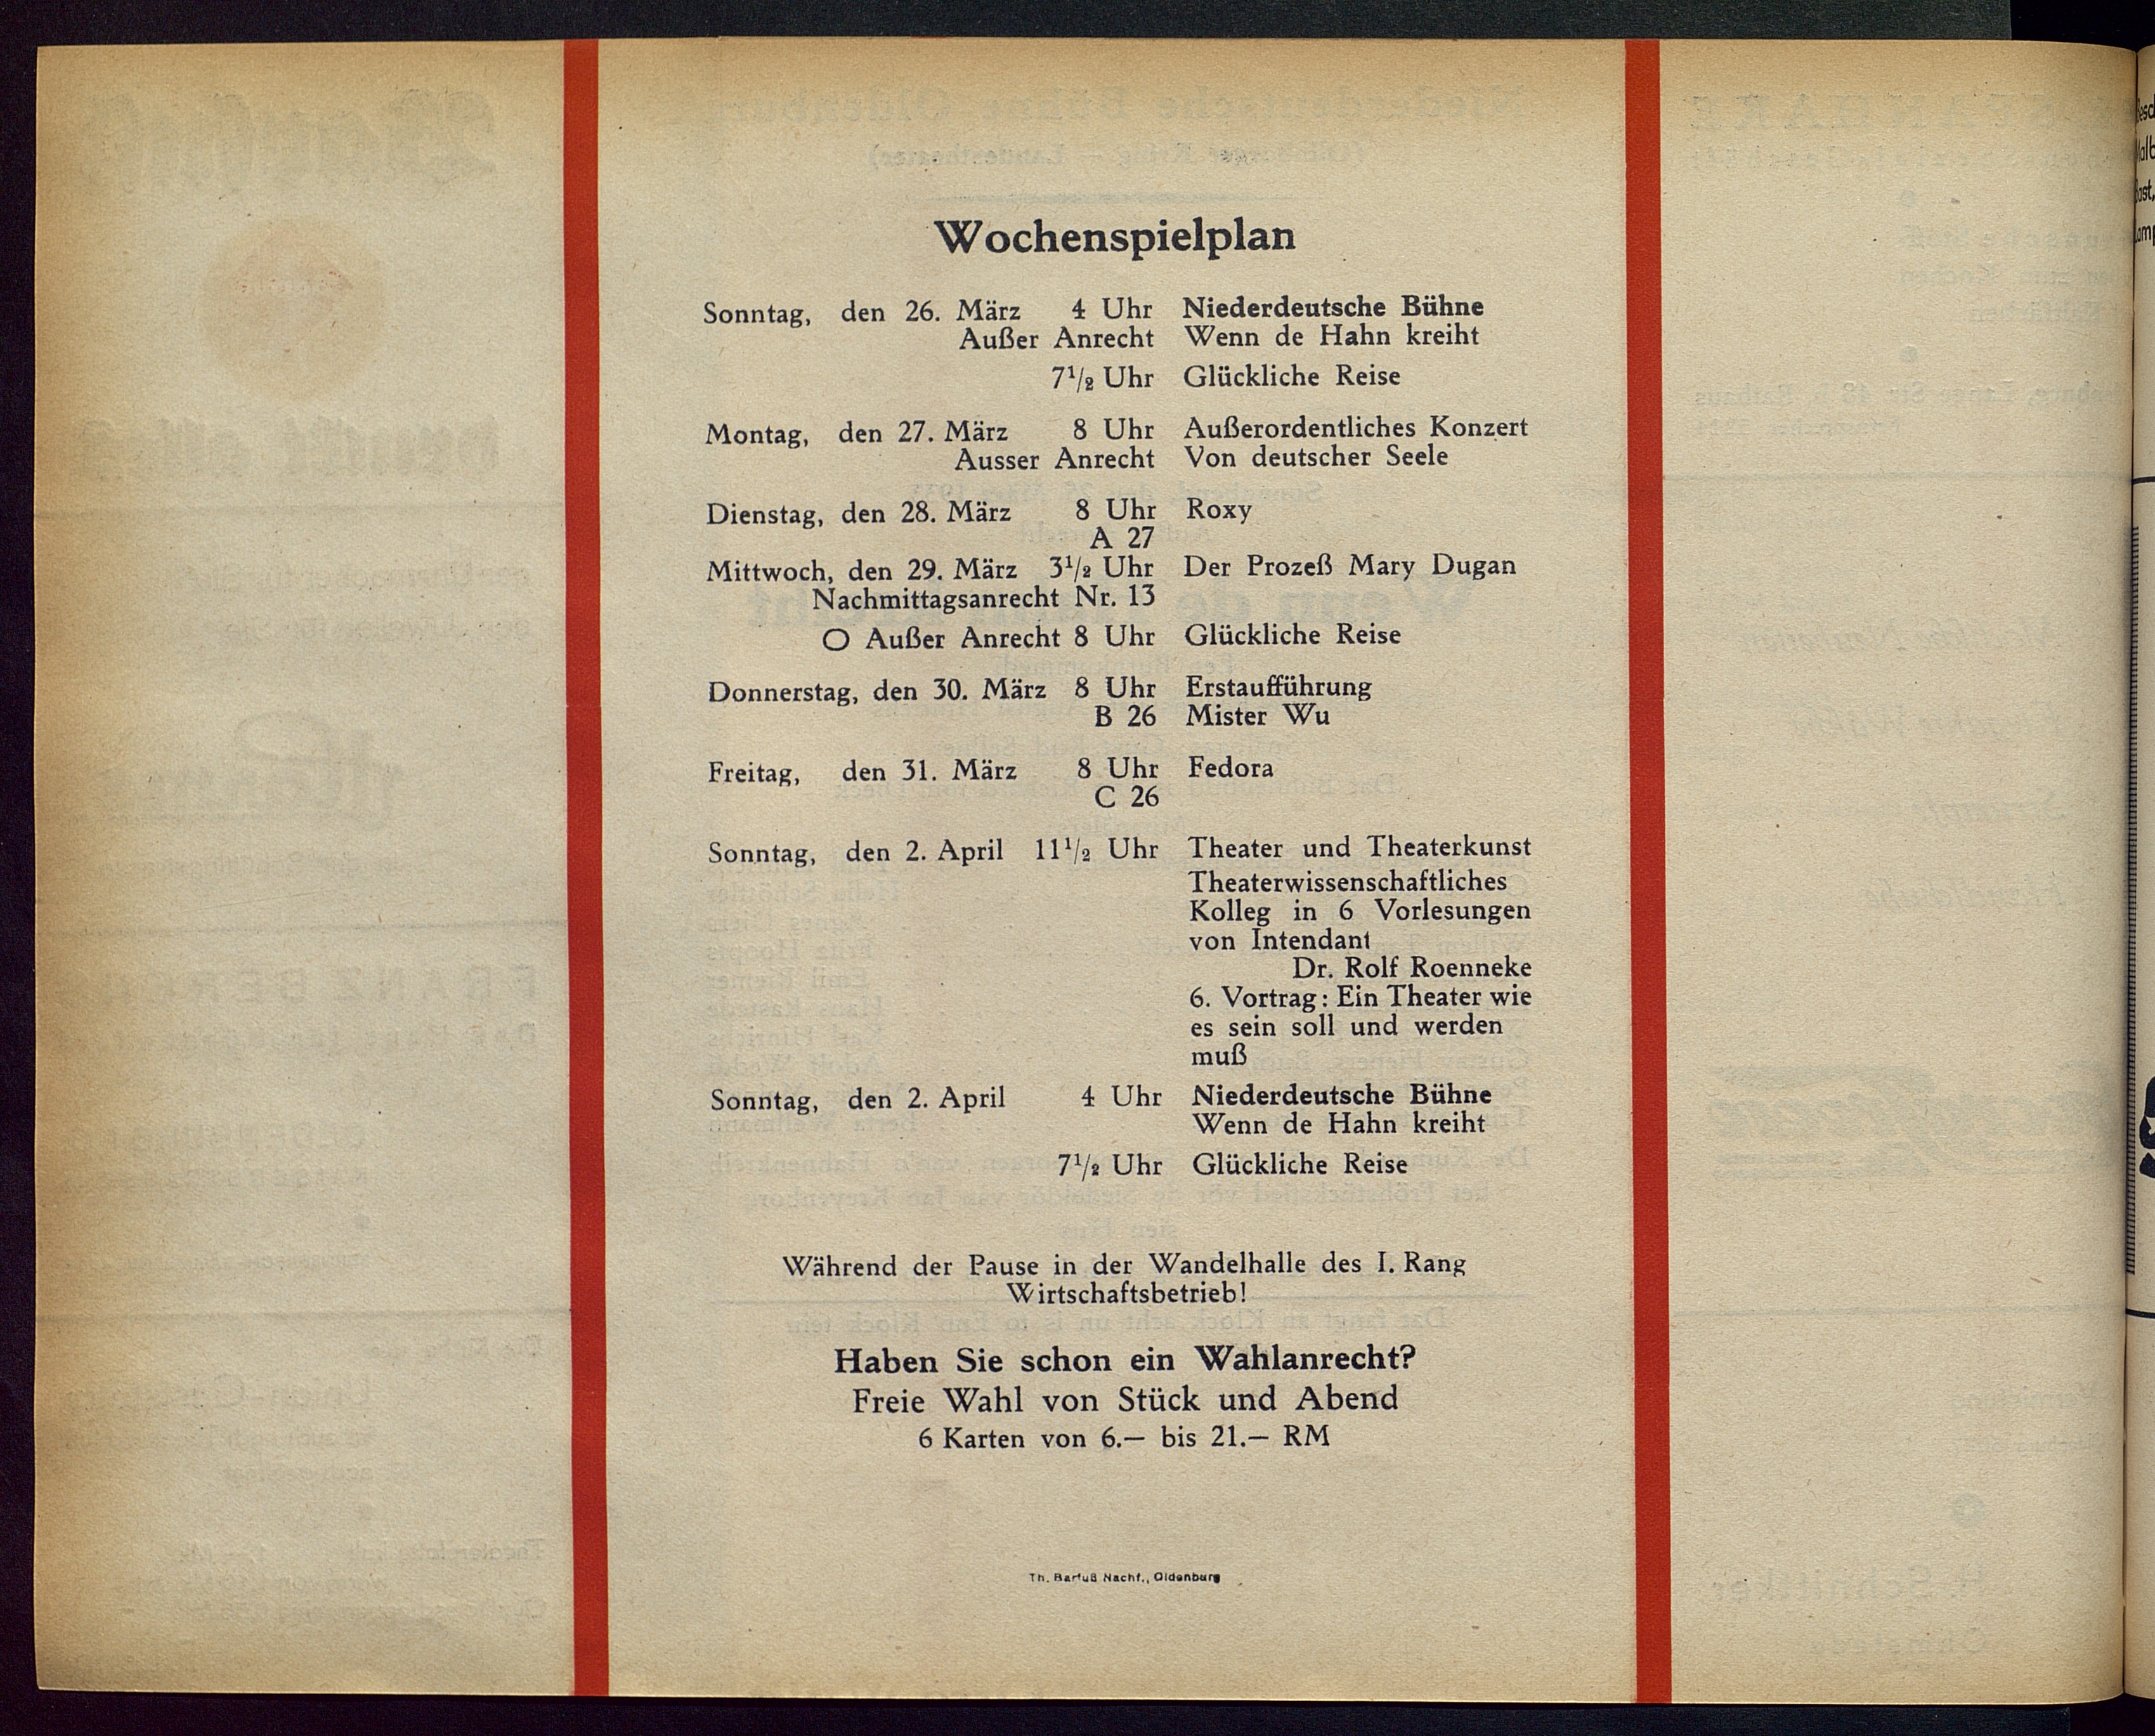 Wochenspielplan
Sonntag, den 26. März 4 Uhr Niederdeutsche Bühne
Außer Anrecht Wenn de Hahn kreiht
7½ Uhr Glückliche Reise
Montag, den 27. März 8 Uhr Außerordentliches Konzert
Ausser Anrecht Von deutscher Seele
Dienstag, den 28. März 8 Uhr Roxy
A 27
Mittwoch, den 29. März 3½ Uhr Der Prozeß Mary Dugan
Nachmittagsanrecht Nr. 13
O Außer Anrecht 8 Uhr Glückliche Reise
Donnerstag, den 30. März 8 Uhr Erstaufführung
B 26 Mister Wu
Freitag, den 31. März 8 Uhr Fedora
C 26
Sonntag, den 2. April 11½ Uhr Theater und Theaterkunst
Theaterwissenschaftliches
Kolleg in 6 Vorlesungen
von Intendant
Dr. Rolf Roenneke
6. Vortrag: Ein Theater wie
es sein soll und werden
muß
Sonntag, den 2. April 4 Uhr Niederdeutsche Bühne
Wenn de Hahn kreiht
7½ Uhr Glückliche Reise
Während der Pause in der Wandelhalle des I. Rang
Wirtschaftsbetrieb!
Haben Sie schon ein Wahlanrecht?
Freie Wahl von Stück und Abend
6 Karten von 6.— bis 21.— RM
Th. Barfuß Nachf., Oldenburg